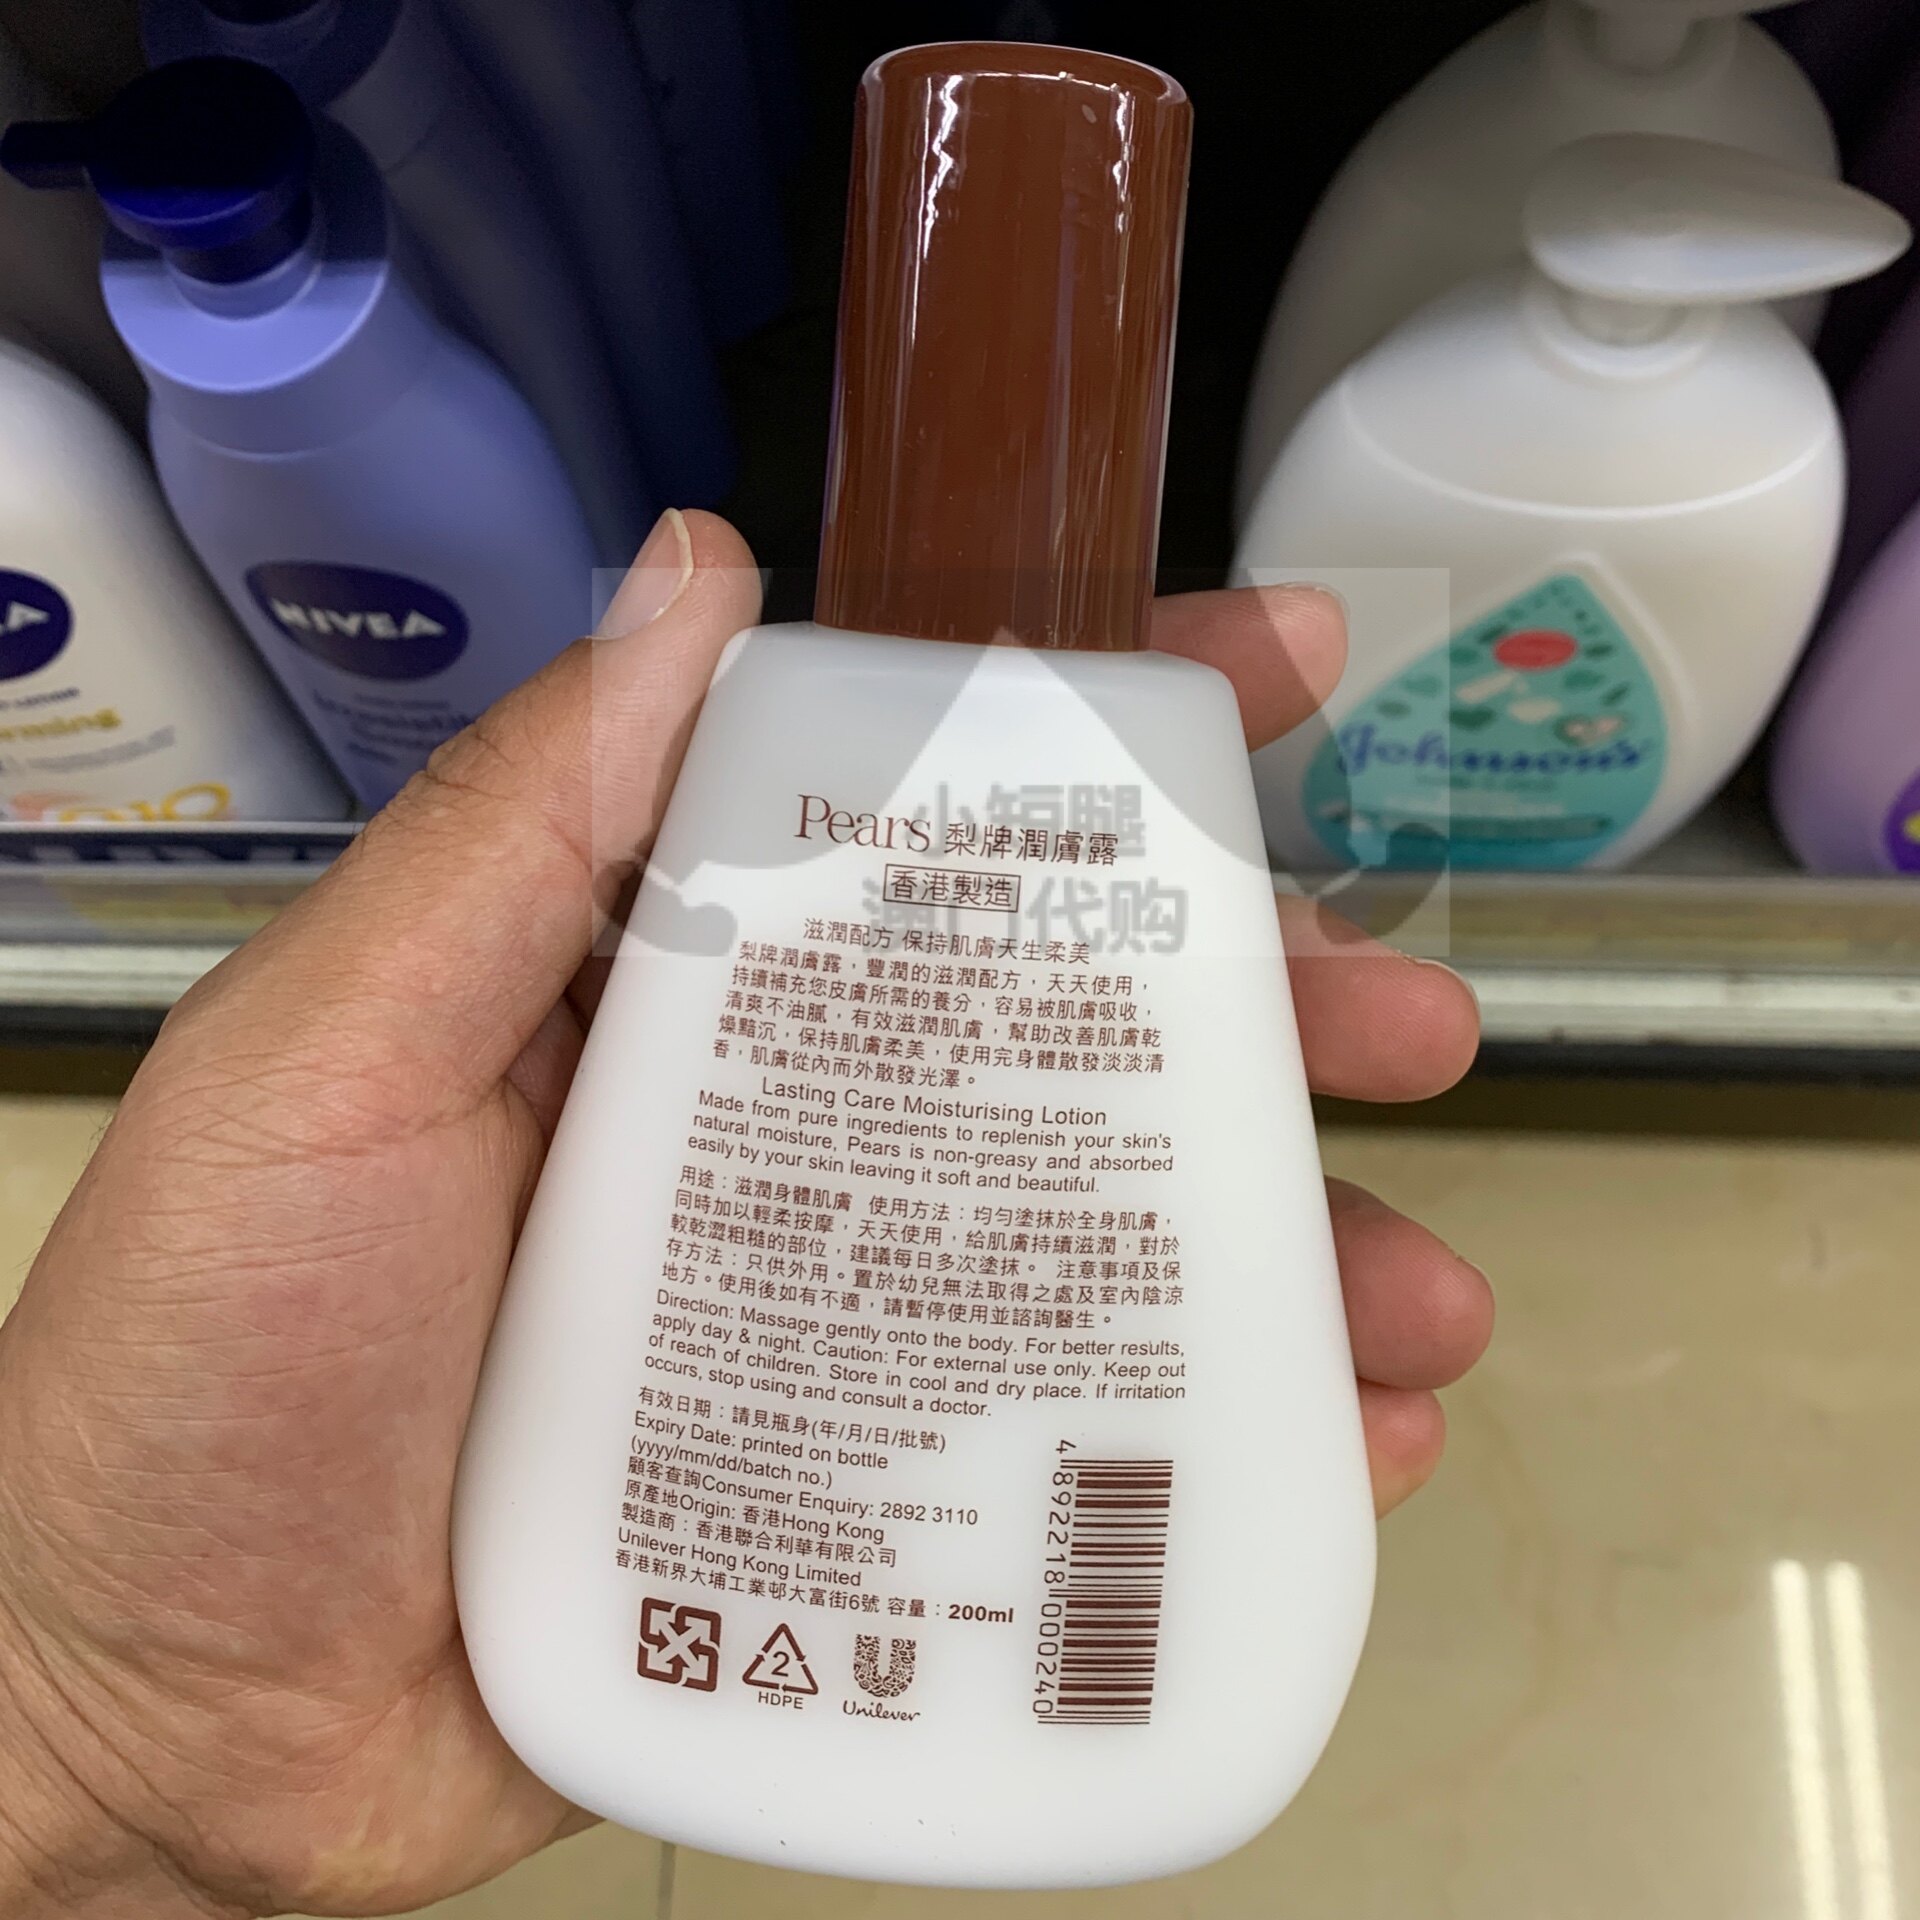 NIVEA
Johnson's
小短腿
澳门代购
Pears 梨牌潤膚露
香港製造
滋潤配方 保持肌膚天生柔美
梨牌潤膚露，豐潤的滋潤配方，天天使用，
持續補充您皮膚所需的養分，容易被肌膚吸收，
清爽不油膩，有效滋潤肌膚，幫助改善肌膚乾
燥黯沉，保持肌膚柔美，使用完身體散發淡淡清
香，肌膚從內而外散發光澤。
Lasting Care Moisturising Lotion
Made from pure ingredients to replenish your skin's
natural moisture, Pears is non-greasy and absorbed
easily by your skin leaving it soft and beautiful.
用途：滋潤身體肌膚 使用方法：均勻塗抹於全身肌膚，
同時加以輕柔按摩，天天使用，給肌膚持續滋潤，對於
較乾澀粗糙的部位，建議每日多次塗抹。 注意事項及保
存方法：只供外用。置於幼兒無法取得之處及室內陰涼
地方。使用後如有不適，請暫停使用並諮詢醫生。
Direction: Massage gently onto the body. For better results,
apply day & night. Caution: For external use only. Keep out
of reach of children. Store in cool and dry place. If irritation
occurs, stop using and consult a doctor.
有效日期：請見瓶身(年/月/日/批號)
Expiry Date: printed on bottle
(yyyy/mm/dd/batch no.)
顧客查詢Consumer Enquiry: 2892 3110
原產地Origin: 香港Hong Kong
製造商：香港聯合利華有限公司
Unilever Hong Kong Limited
香港新界大埔工業邨大富街6號 容量：200ml
2
HDPE
Unilever
4892218000240